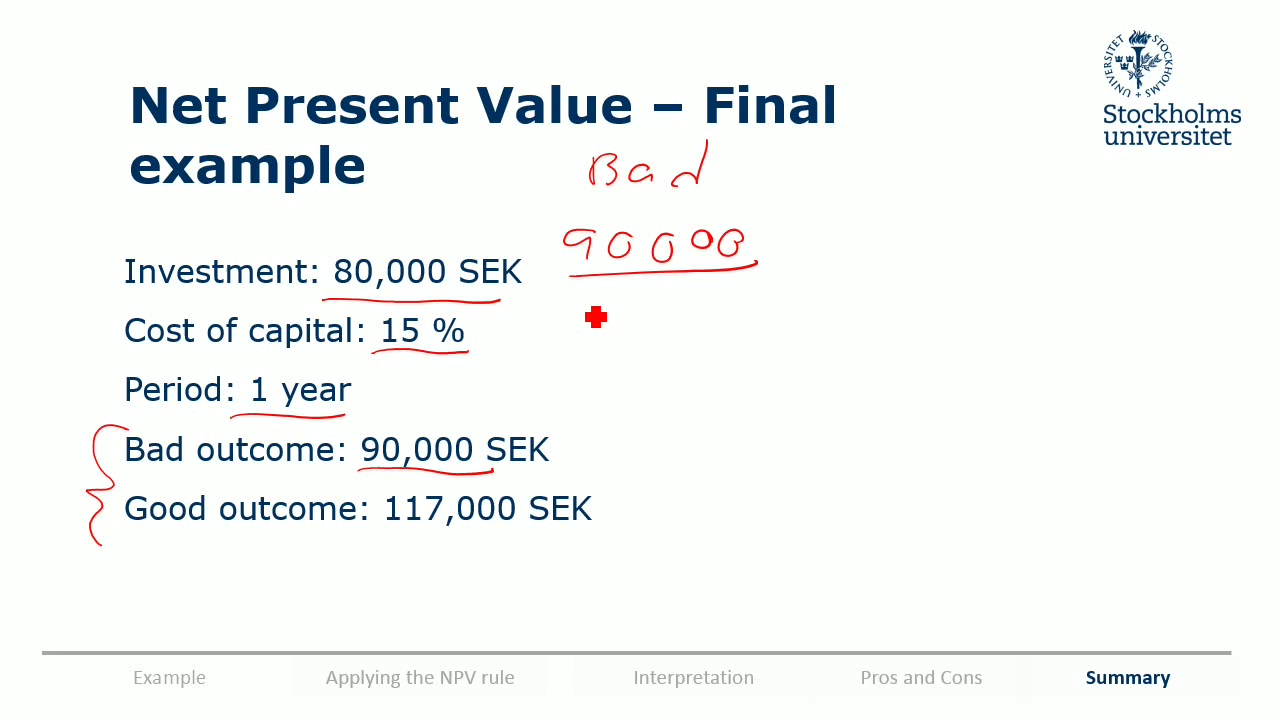 Net Present Value – Final
example
UNIVERSITET STOCKHOLMS
Stockholms
universitet
Bad
90000
Investment: 80,000 SEK
Cost of capital: 15 %
Period: 1 year
Bad outcome: 90,000 SEK
Good outcome: 117,000 SEK
Example
Applying the NPV rule
Interpretation
Pros and Cons
Summary